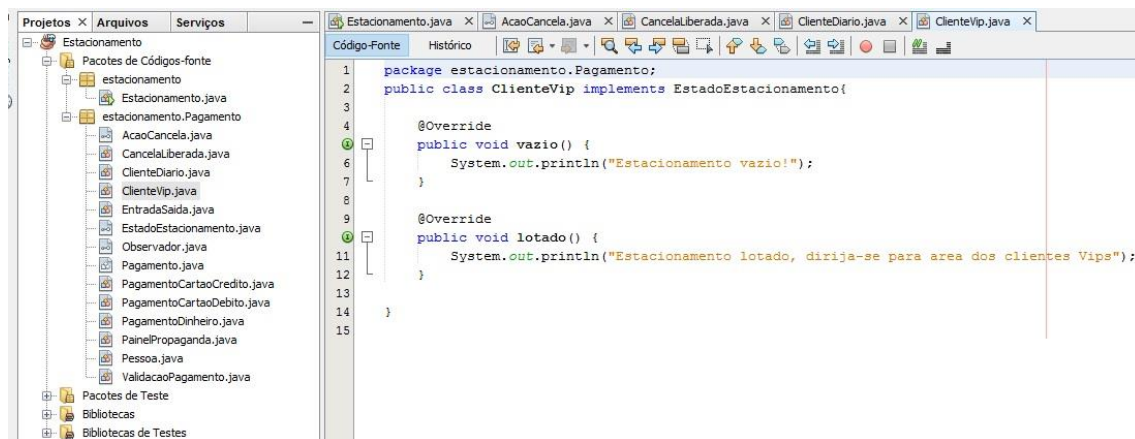 Projetos × Arquivos Serviços —
Estacionamento
Pacotes de Códigos-fonte
estacionamento
Estacionamento.java
estacionamento.Pagamento
AcaoCancela.java
CancelaLiberada.java
ClienteDiario.java
ClienteVip.java
EntradaSaida.java
EstadoEstacionamento.java
Observador.java
Pagamento.java
PagamentoCartaoCredito.java
PagamentoCartaoDebito.java
PagamentoDinheiro.java
PainelPropaganda.java
Pessoa.java
ValidacaoPagamento.java
Pacotes de Teste
Bibliotecas
Bibliotecas de Testes
Estacionamento.java × AcaoCancela.java × CancelaLiberada.java × ClienteDiario.java × ClienteVip.java ×
Código-Fonte Histórico
1 package estacionamento.Pagamento;
2 public class ClienteVip implements EstadoEstacionamento{
3
4 @Override
public void vazio() {
6 System.out.println("Estacionamento vazio!");
7 }
8
9 @Override
public void lotado() {
11 System.out.println("Estacionamento lotado, dirija-se para area dos clientes Vips");
12 }
13
14 }
15